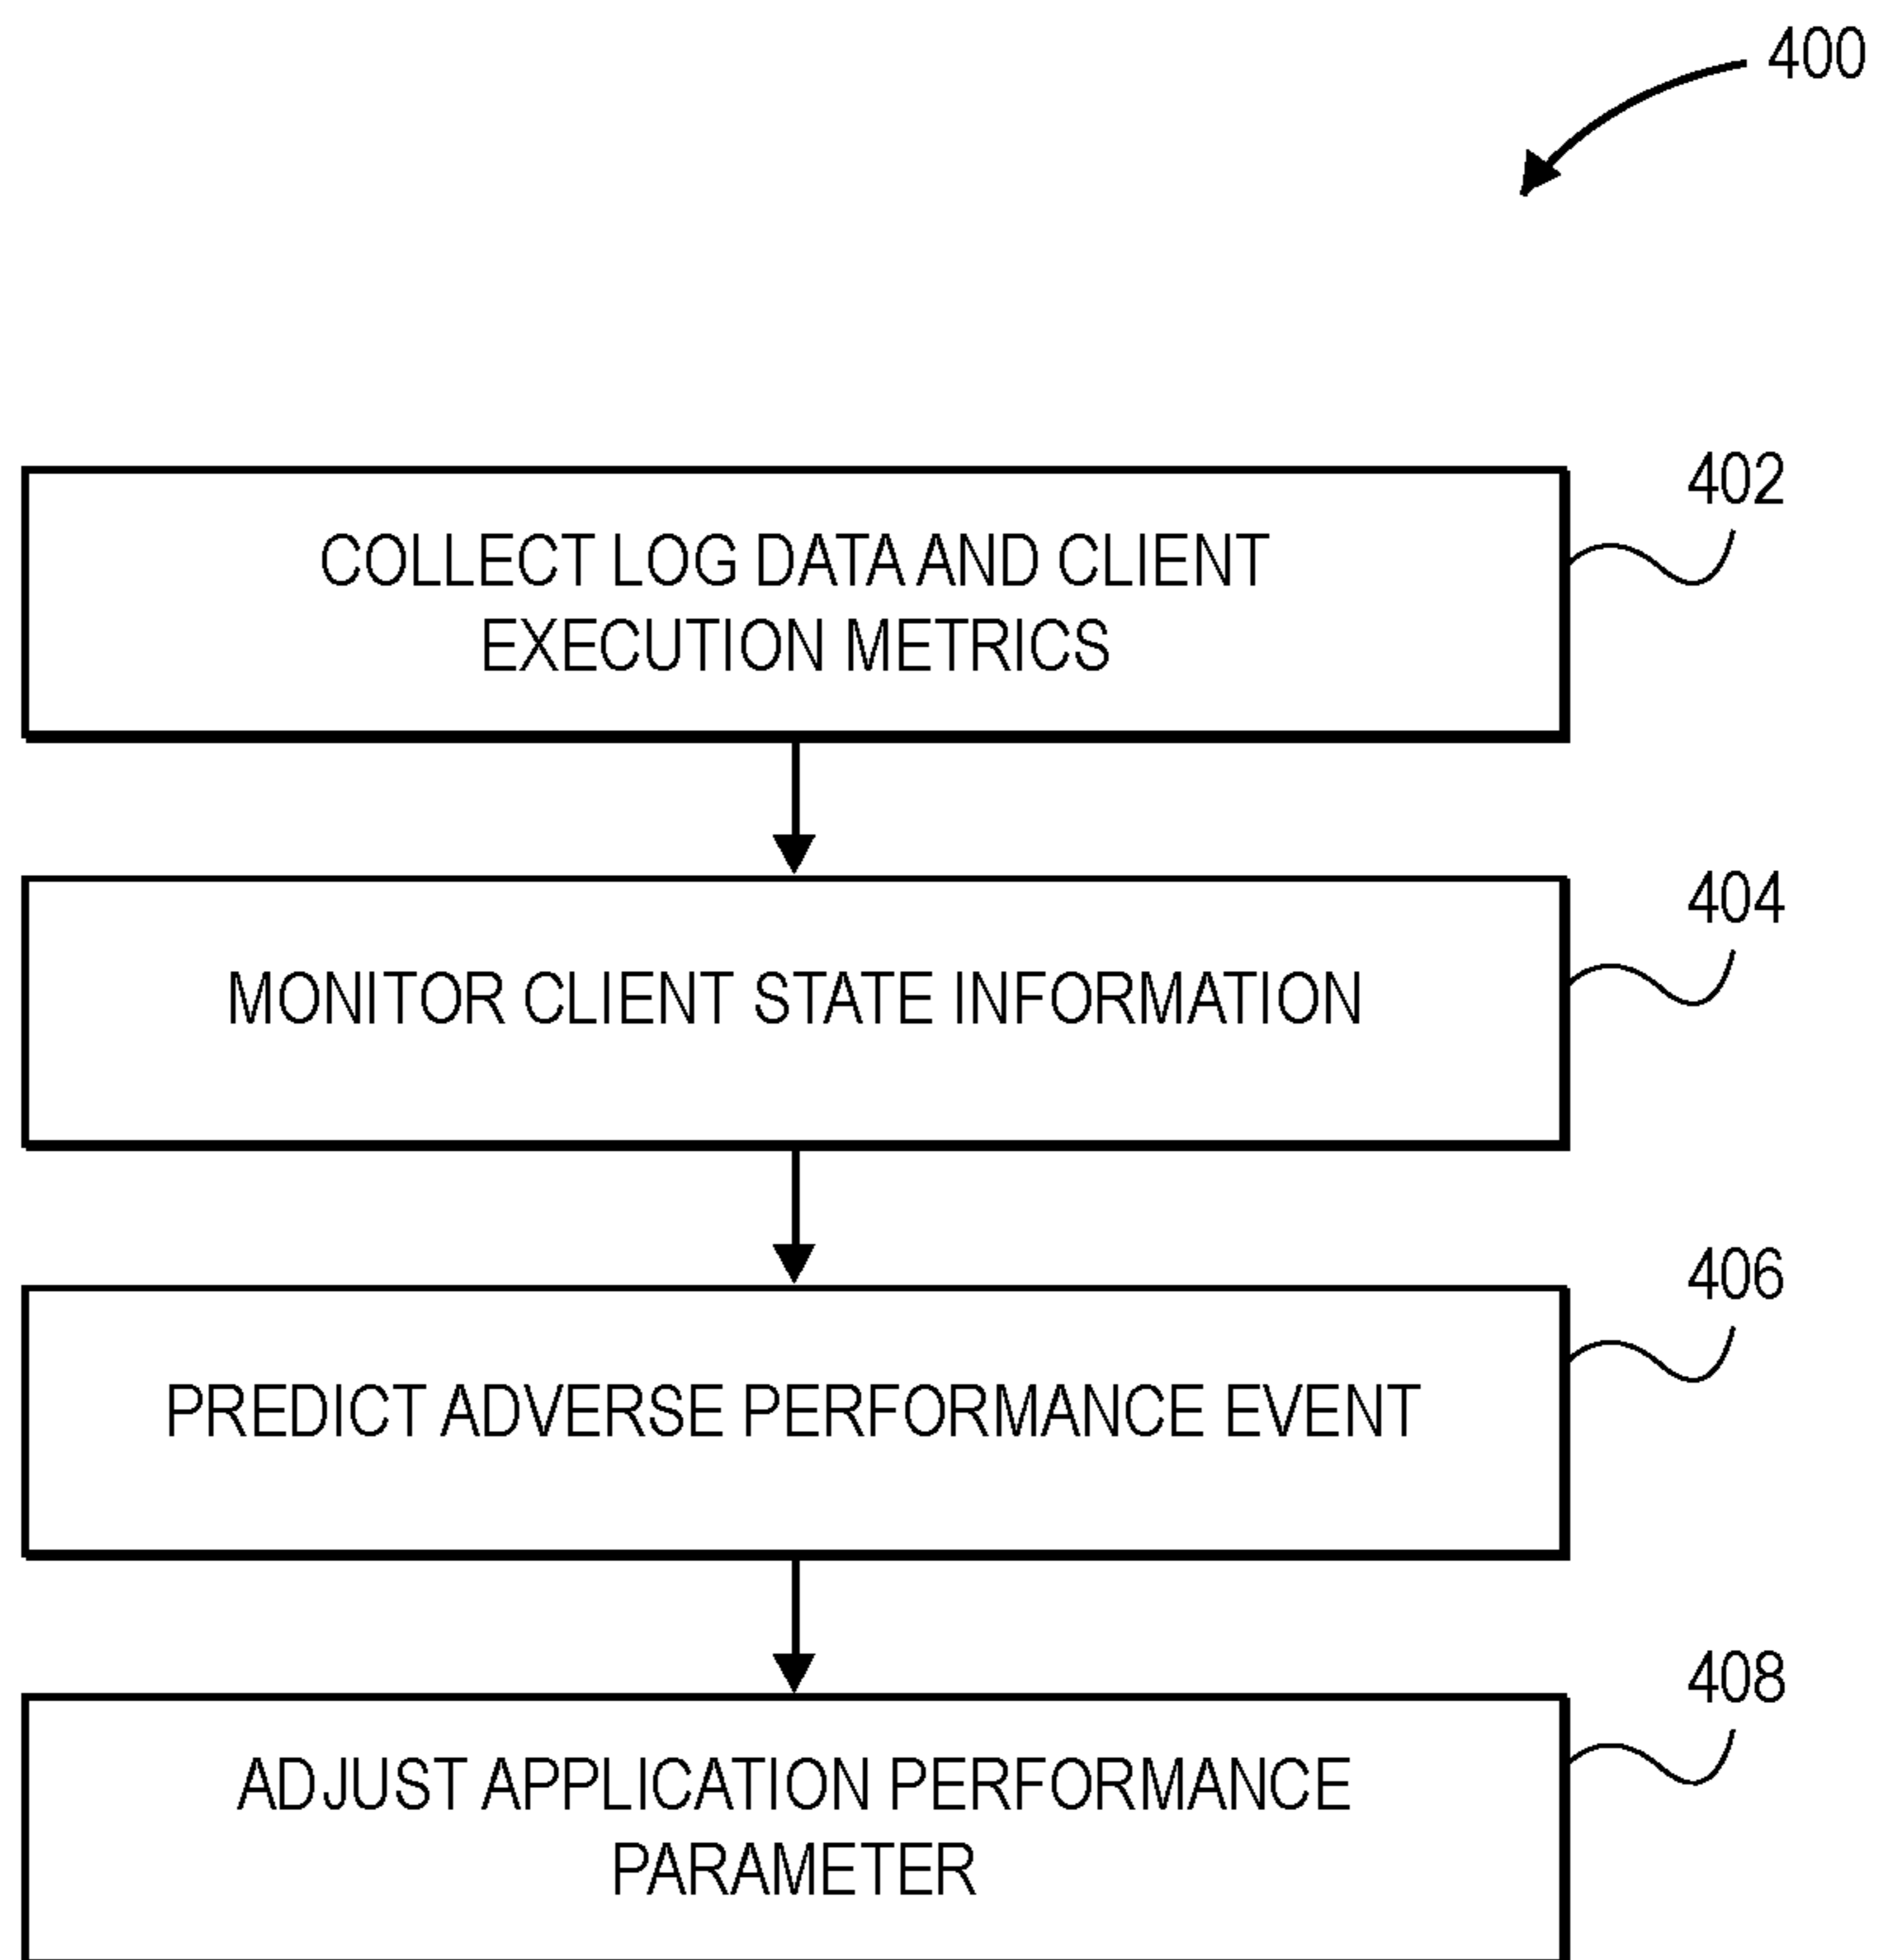 400
402
COLLECT LOG DATA AND CLIENT
EXECUTION METRICS
404
MONITOR CLIENT STATE INFORMATION
406
PREDICT ADVERSE PERFORMANCE EVENT
408
ADJUST APPLICATION PERFORMANCE
PARAMETER